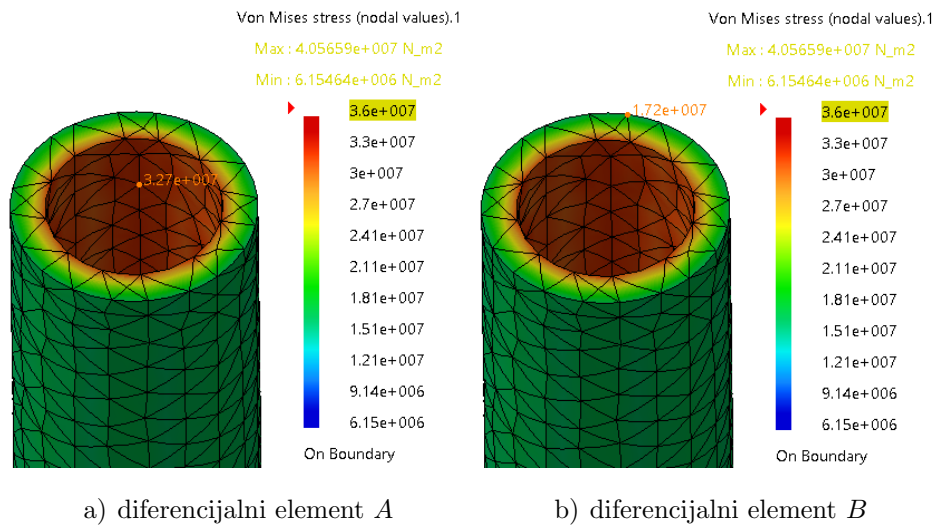 Von Mises stress (nodal values).1
Max : 4.05659e+007 N_m2
Min : 6.15464e+006 N_m2
3.6e+007
3.3e+007
3e+007
2.7e+007
2.41e+007
2.11e+007
1.81e+007
1.51e+007
1.21e+007
9.14e+006
6.15e+006
On Boundary
3.27e+007
a) diferencijalni element A
Von Mises stress (nodal values).1
Max : 4.05659e+007 N_m2
Min : 6.15464e+006 N_m2
1.72e+007
3.6e+007
3.3e+007
3e+007
2.7e+007
2.41e+007
2.11e+007
1.81e+007
1.51e+007
1.21e+007
9.14e+006
6.15e+006
On Boundary
b) diferencijalni element B